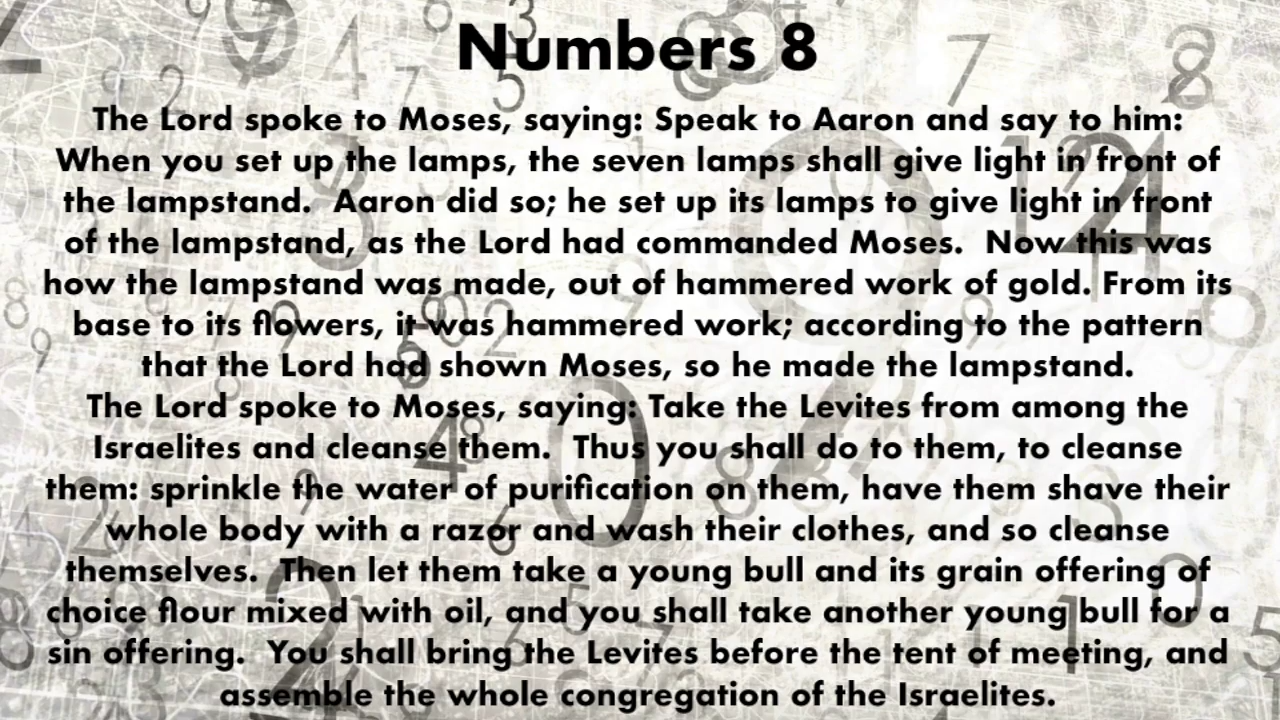 Numbers 8
The Lord spoke to Moses, saying: Speak to Aaron and say to him:
When you set up the lamps, the seven lamps shall give light in front of
the lampstand.  Aaron did so; he set up its lamps to give light in front
of the lampstand, as the Lord had commanded Moses.  Now this was
how the lampstand was made, out of hammered work of gold. From its
base to its flowers, it was hammered work; according to the pattern
that the Lord had shown Moses, so he made the lampstand.
The Lord spoke to Moses, saying: Take the Levites from among the
Israelites and cleanse them.  Thus you shall do to them, to cleanse
them: sprinkle the water of purification on them, have them shave their
whole body with a razor and wash their clothes, and so cleanse
themselves.  Then let them take a young bull and its grain offering of
choice flour mixed with oil, and you shall take another young bull for a
sin offering.  You shall bring the Levites before the tent of meeting, and
assemble the whole congregation of the Israelites.